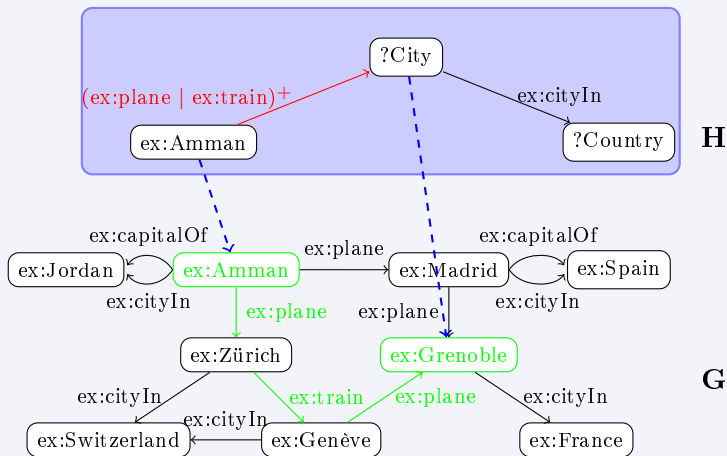 ?City
(ex:plane | ex:train)+
ex:cityIn
ex:Amman
?Country
H
ex:capitalOf
ex:capitalOf
ex:plane
ex:Jordan
ex:Amman
ex:Madrid
ex:Spain
ex:cityIn
ex:cityIn
ex:plane
ex:plane
ex:Zürich
ex:Grenoble
G
ex:cityIn
ex:train
ex:plane
ex:cityIn
ex:cityIn
ex:Switzerland
ex:Genève
ex:France